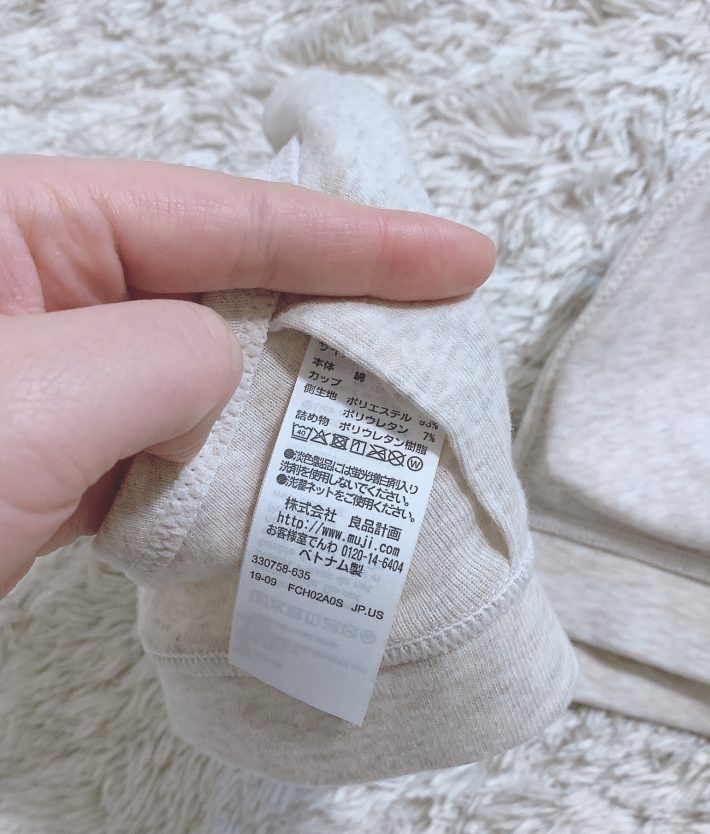 サイ
本体 綿
カップ
側生地 ポリエステル 93%
ポリウレタン 7%
詰め物 ポリウレタン樹脂
40 W
●淡色製品には蛍光増白剤入り
洗剤を使用しないでください。
●洗濯ネットをご使用ください。
株式会社 良品計画
http://www.muji.com
お客様室でんわ 0120-14-6404
ベトナム製
330758-635
19-09 FCH02A0S JP.US